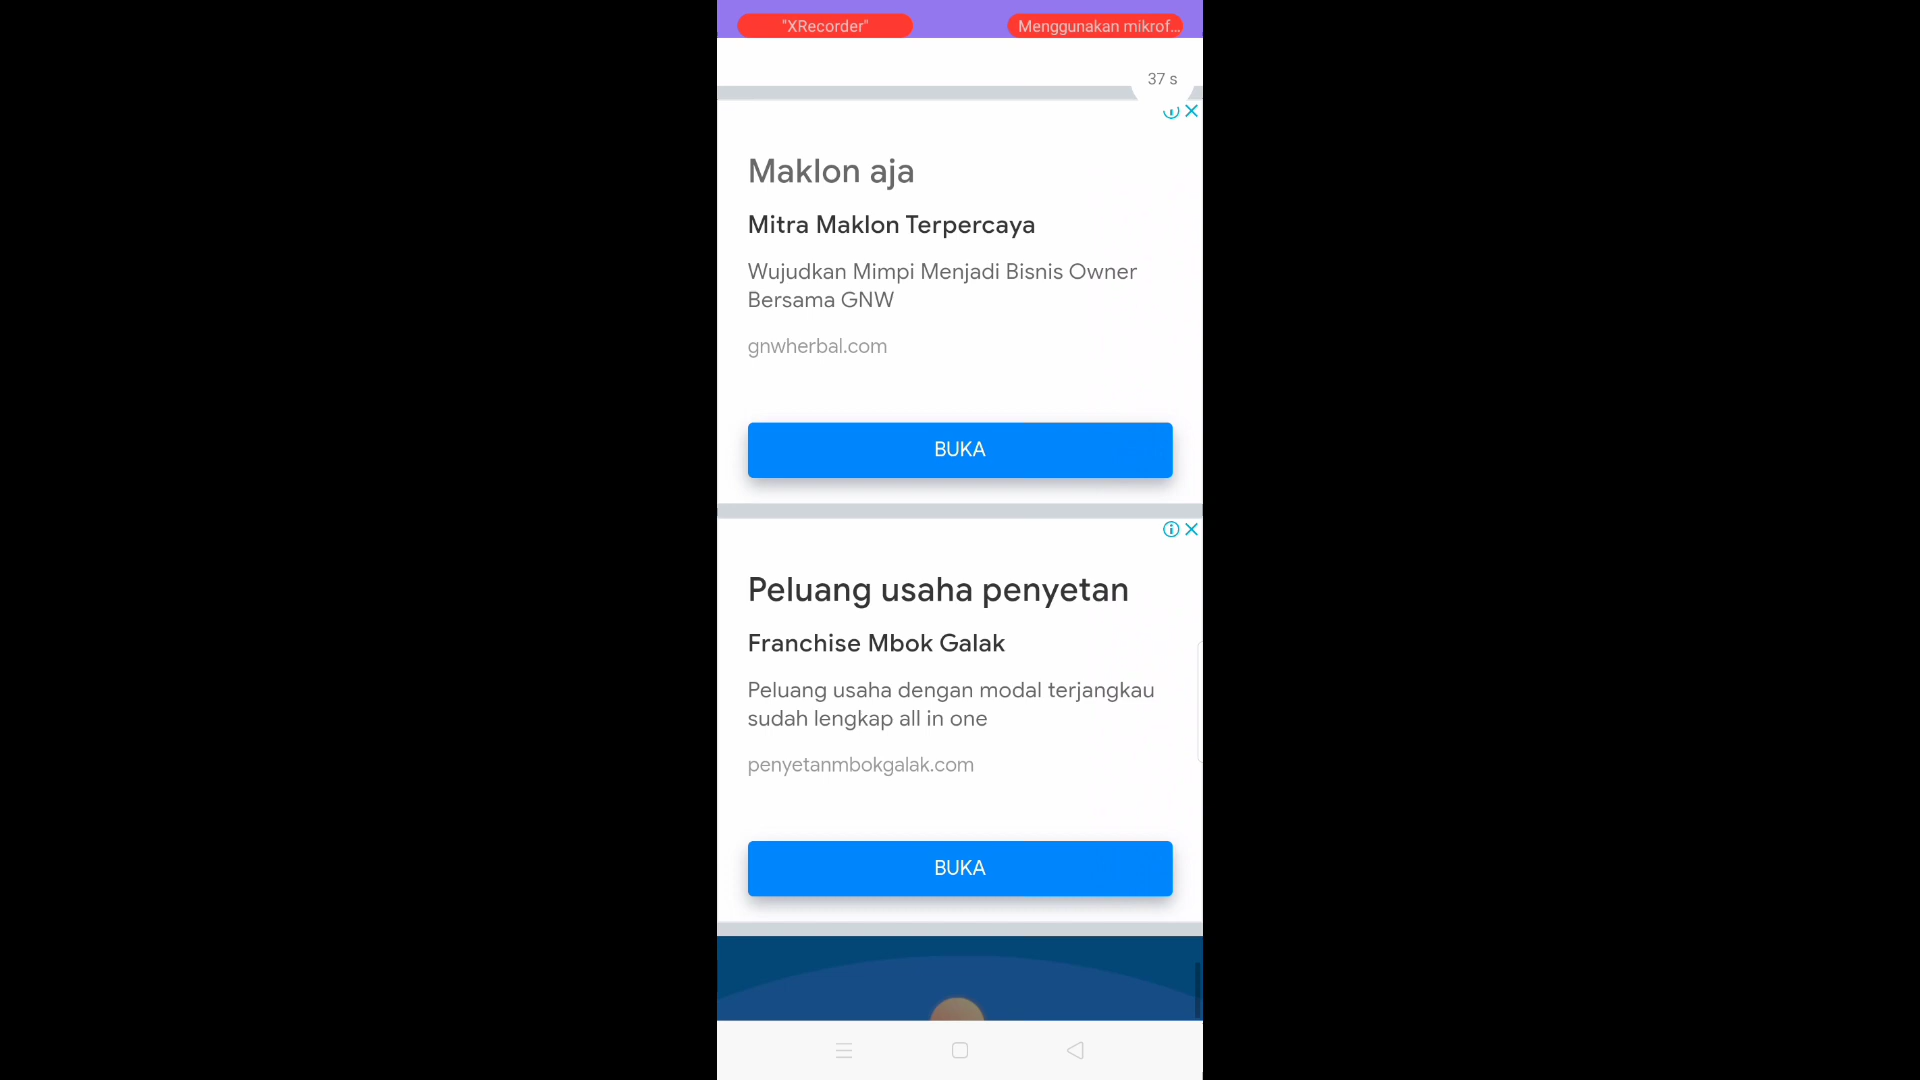 "XRecorder"
Menggunakan mikrof...
37 s
Maklon aja
Mitra Maklon Terpercaya
Wujudkan Mimpi Menjadi Bisnis Owner
Bersama GNW
gnwherbal.com
BUKA
Peluang usaha penyetan
Franchise Mbok Galak
Peluang usaha dengan modal terjangkau
sudah lengkap all in one
penyetanmbokgalak.com
BUKA